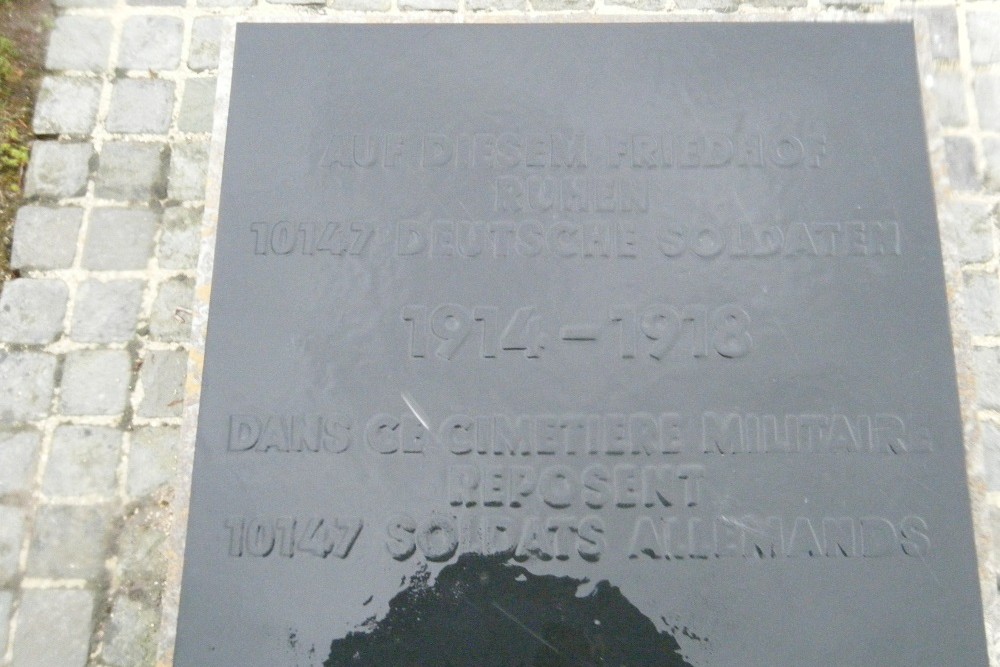 AUF DIESEM FRIEDHOF
RUHEN
10147 DEUTSCHE SOLDATEN
1914-1918
DANS CE CIMETIERE MILITAIRE
REPOSENT
10147 SOLDATS ALLEMANDS